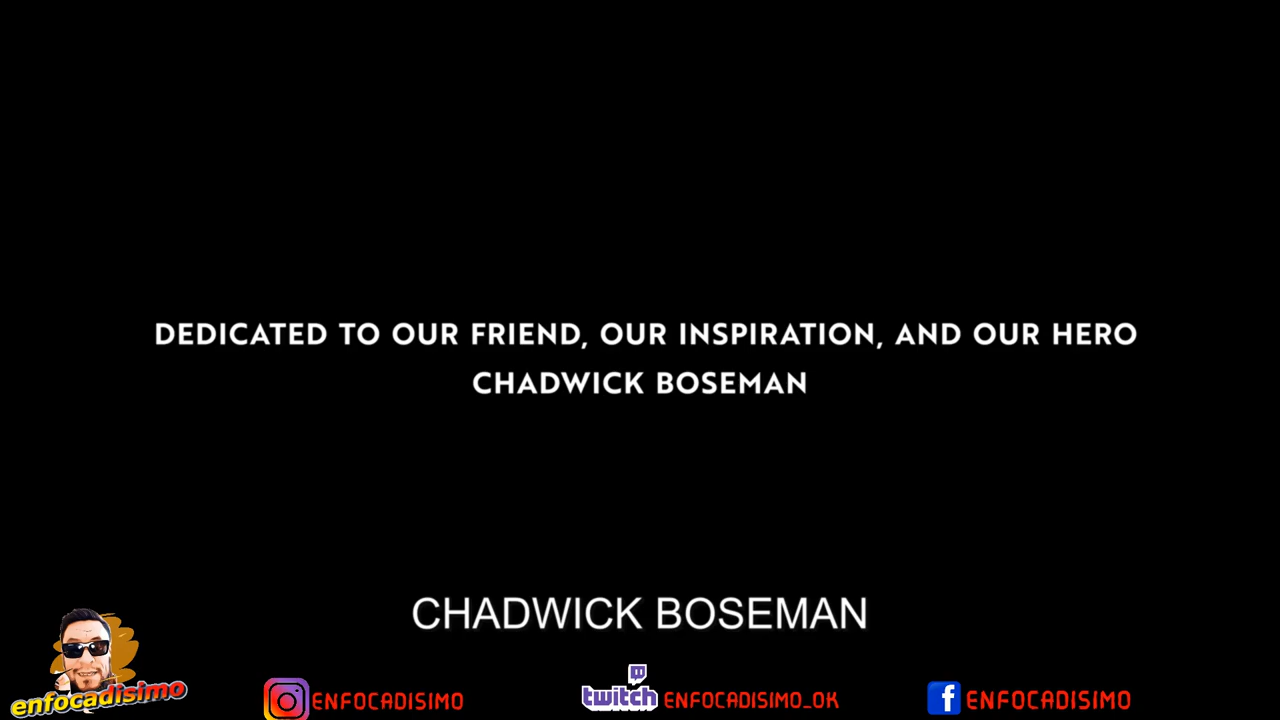 DEDICATED TO OUR FRIEND, OUR INSPIRATION, AND OUR HERO
CHADWICK BOSEMAN
CHADWICK BOSEMAN
enfocadisimo
ENFOCADISIMO
twitch ENFOCADISIMO_OK
ENFOCADISIMO